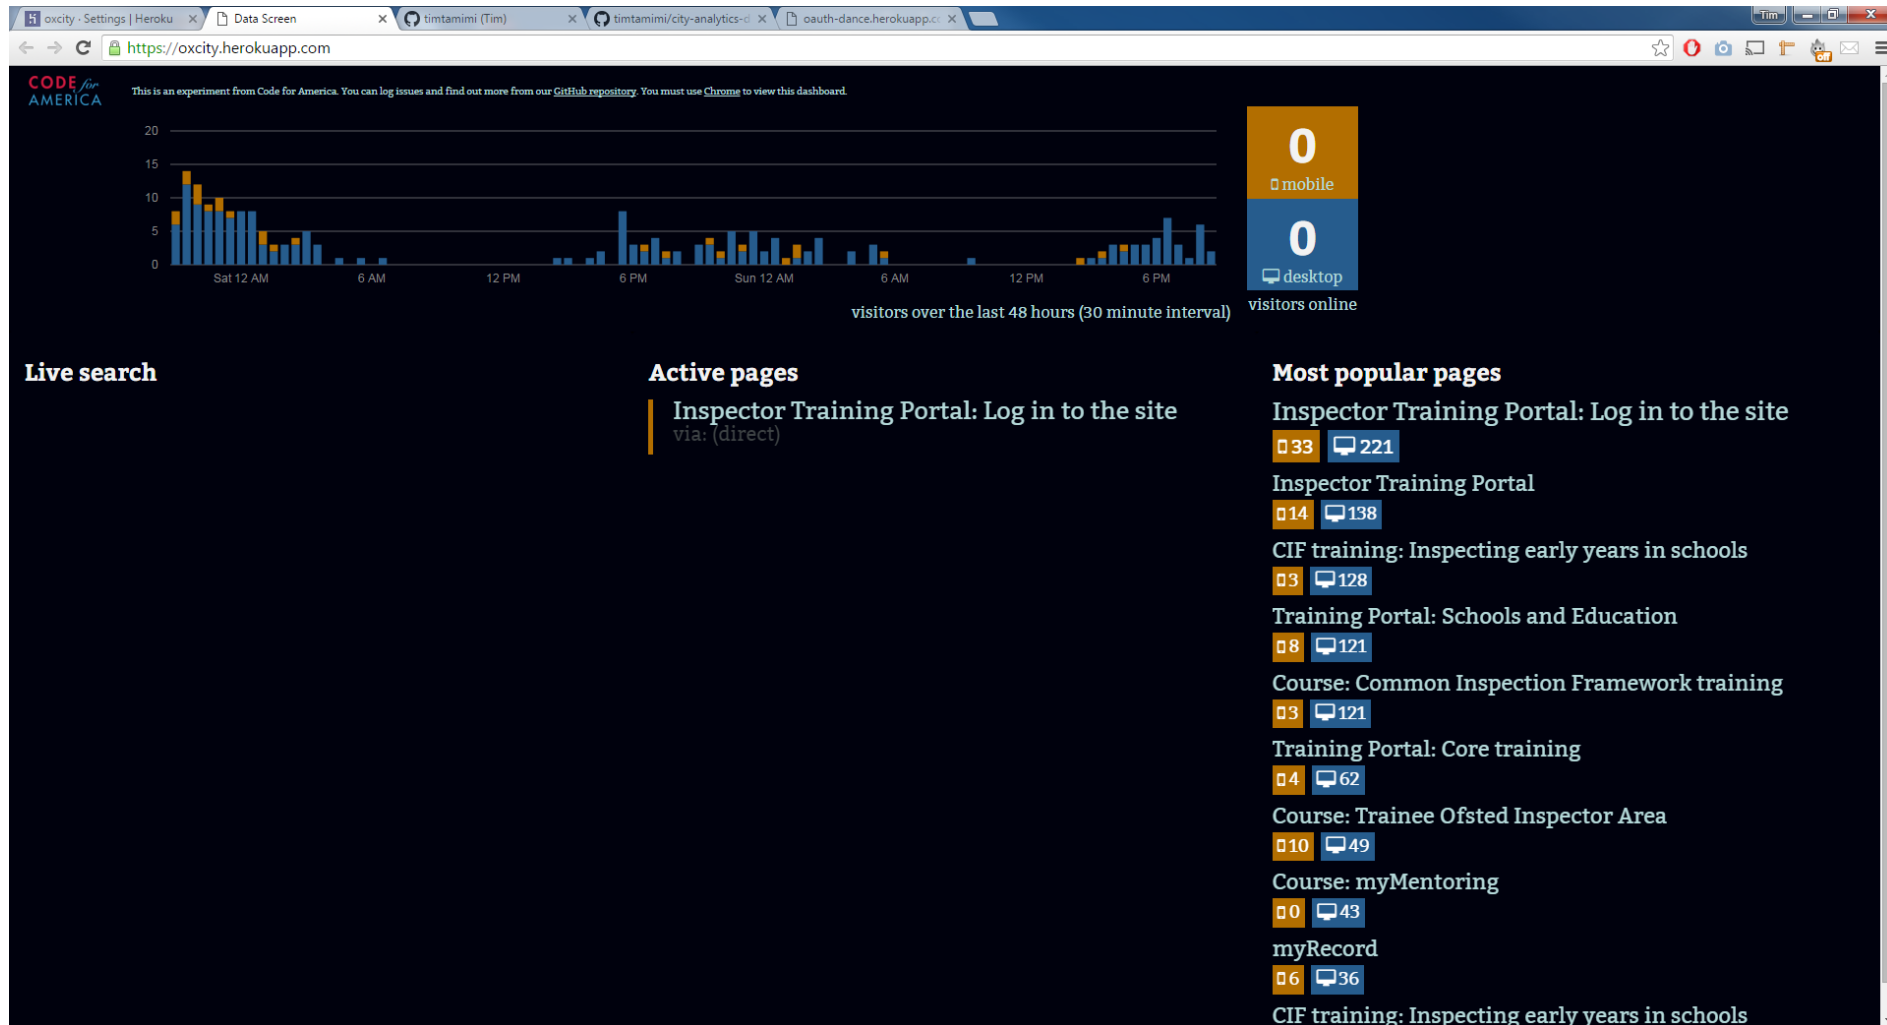 oxcity · Settings | Heroku
Data Screen
timtamimi (Tim)
timtamimi/city-analytics-d
oauth-dance.herokuapp.c
Tim
https://oxcity.herokuapp.com
off
CODE for
AMERICA
This is an experiment from Code for America. You can log issues and find out more from our GitHub repository. You must use Chrome to view this dashboard.
20
15
10
5
0
Sat 12 AM
6 AM
12 PM
6 PM
Sun 12 AM
6 AM
12 PM
6 PM
visitors over the last 48 hours (30 minute interval)
0
mobile
0
desktop
visitors online
Live search
Active pages
Inspector Training Portal: Log in to the site
via: (direct)
Most popular pages
Inspector Training Portal: Log in to the site
33 221
Inspector Training Portal
14 138
CIF training: Inspecting early years in schools
3 128
Training Portal: Schools and Education
8 121
Course: Common Inspection Framework training
3 121
Training Portal: Core training
4 62
Course: Trainee Ofsted Inspector Area
10 49
Course: myMentoring
0 43
myRecord
6 36
CIF training: Inspecting early years in schools